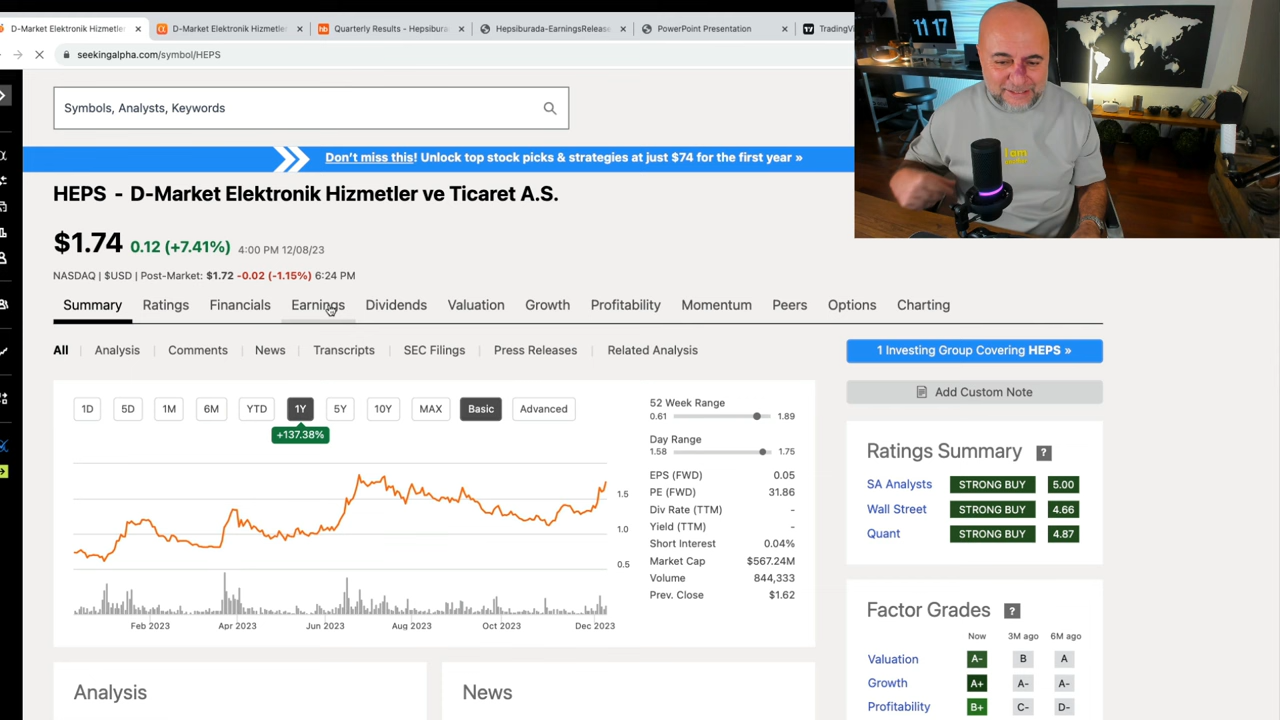 D-Market Elektronik Hizmetler
D-Market Elektronik Hizmetler
Quarterly Results - Hepsibura
Hepsiburada-EarningsRelease
PowerPoint Presentation
TradingVi
seekingalpha.com/symbol/HEPS
11 17
Symbols, Analysts, Keywords
I am
Don't miss this! Unlock top stock picks & strategies at just $74 for the first year »
HEPS - D-Market Elektronik Hizmetler ve Ticaret A.S.
$1.74 0.12 (+7.41%) 4:00 PM 12/08/23
NASDAQ | $USD | Post-Market: $1.72 -0.02 (-1.15%) 6:24 PM
Summary Ratings Financials Earnings Dividends Valuation Growth Profitability Momentum Peers Options Charting
All | Analysis | Comments | News | Transcripts | SEC Filings | Press Releases | Related Analysis
1 Investing Group Covering HEPS »
Add Custom Note
1D 5D 1M 6M YTD 1Y 5Y 10Y MAX Basic Advanced
+137.38%
1.5
1.0
0.5
Feb 2023 Apr 2023 Jun 2023 Aug 2023 Oct 2023 Dec 2023
52 Week Range
0.61 1.89
Day Range
1.58 1.75
EPS (FWD) 0.05
PE (FWD) 31.86
Div Rate (TTM) -
Yield (TTM) -
Short Interest 0.04%
Market Cap $567.24M
Volume 844,333
Prev. Close $1.62
Ratings Summary ?
SA Analysts STRONG BUY 5.00
Wall Street STRONG BUY 4.66
Quant STRONG BUY 4.87
Factor Grades ?
Now 3M ago 6M ago
Valuation A- B A
Growth A+ A- A-
Profitability B+ C- D-
Analysis
News